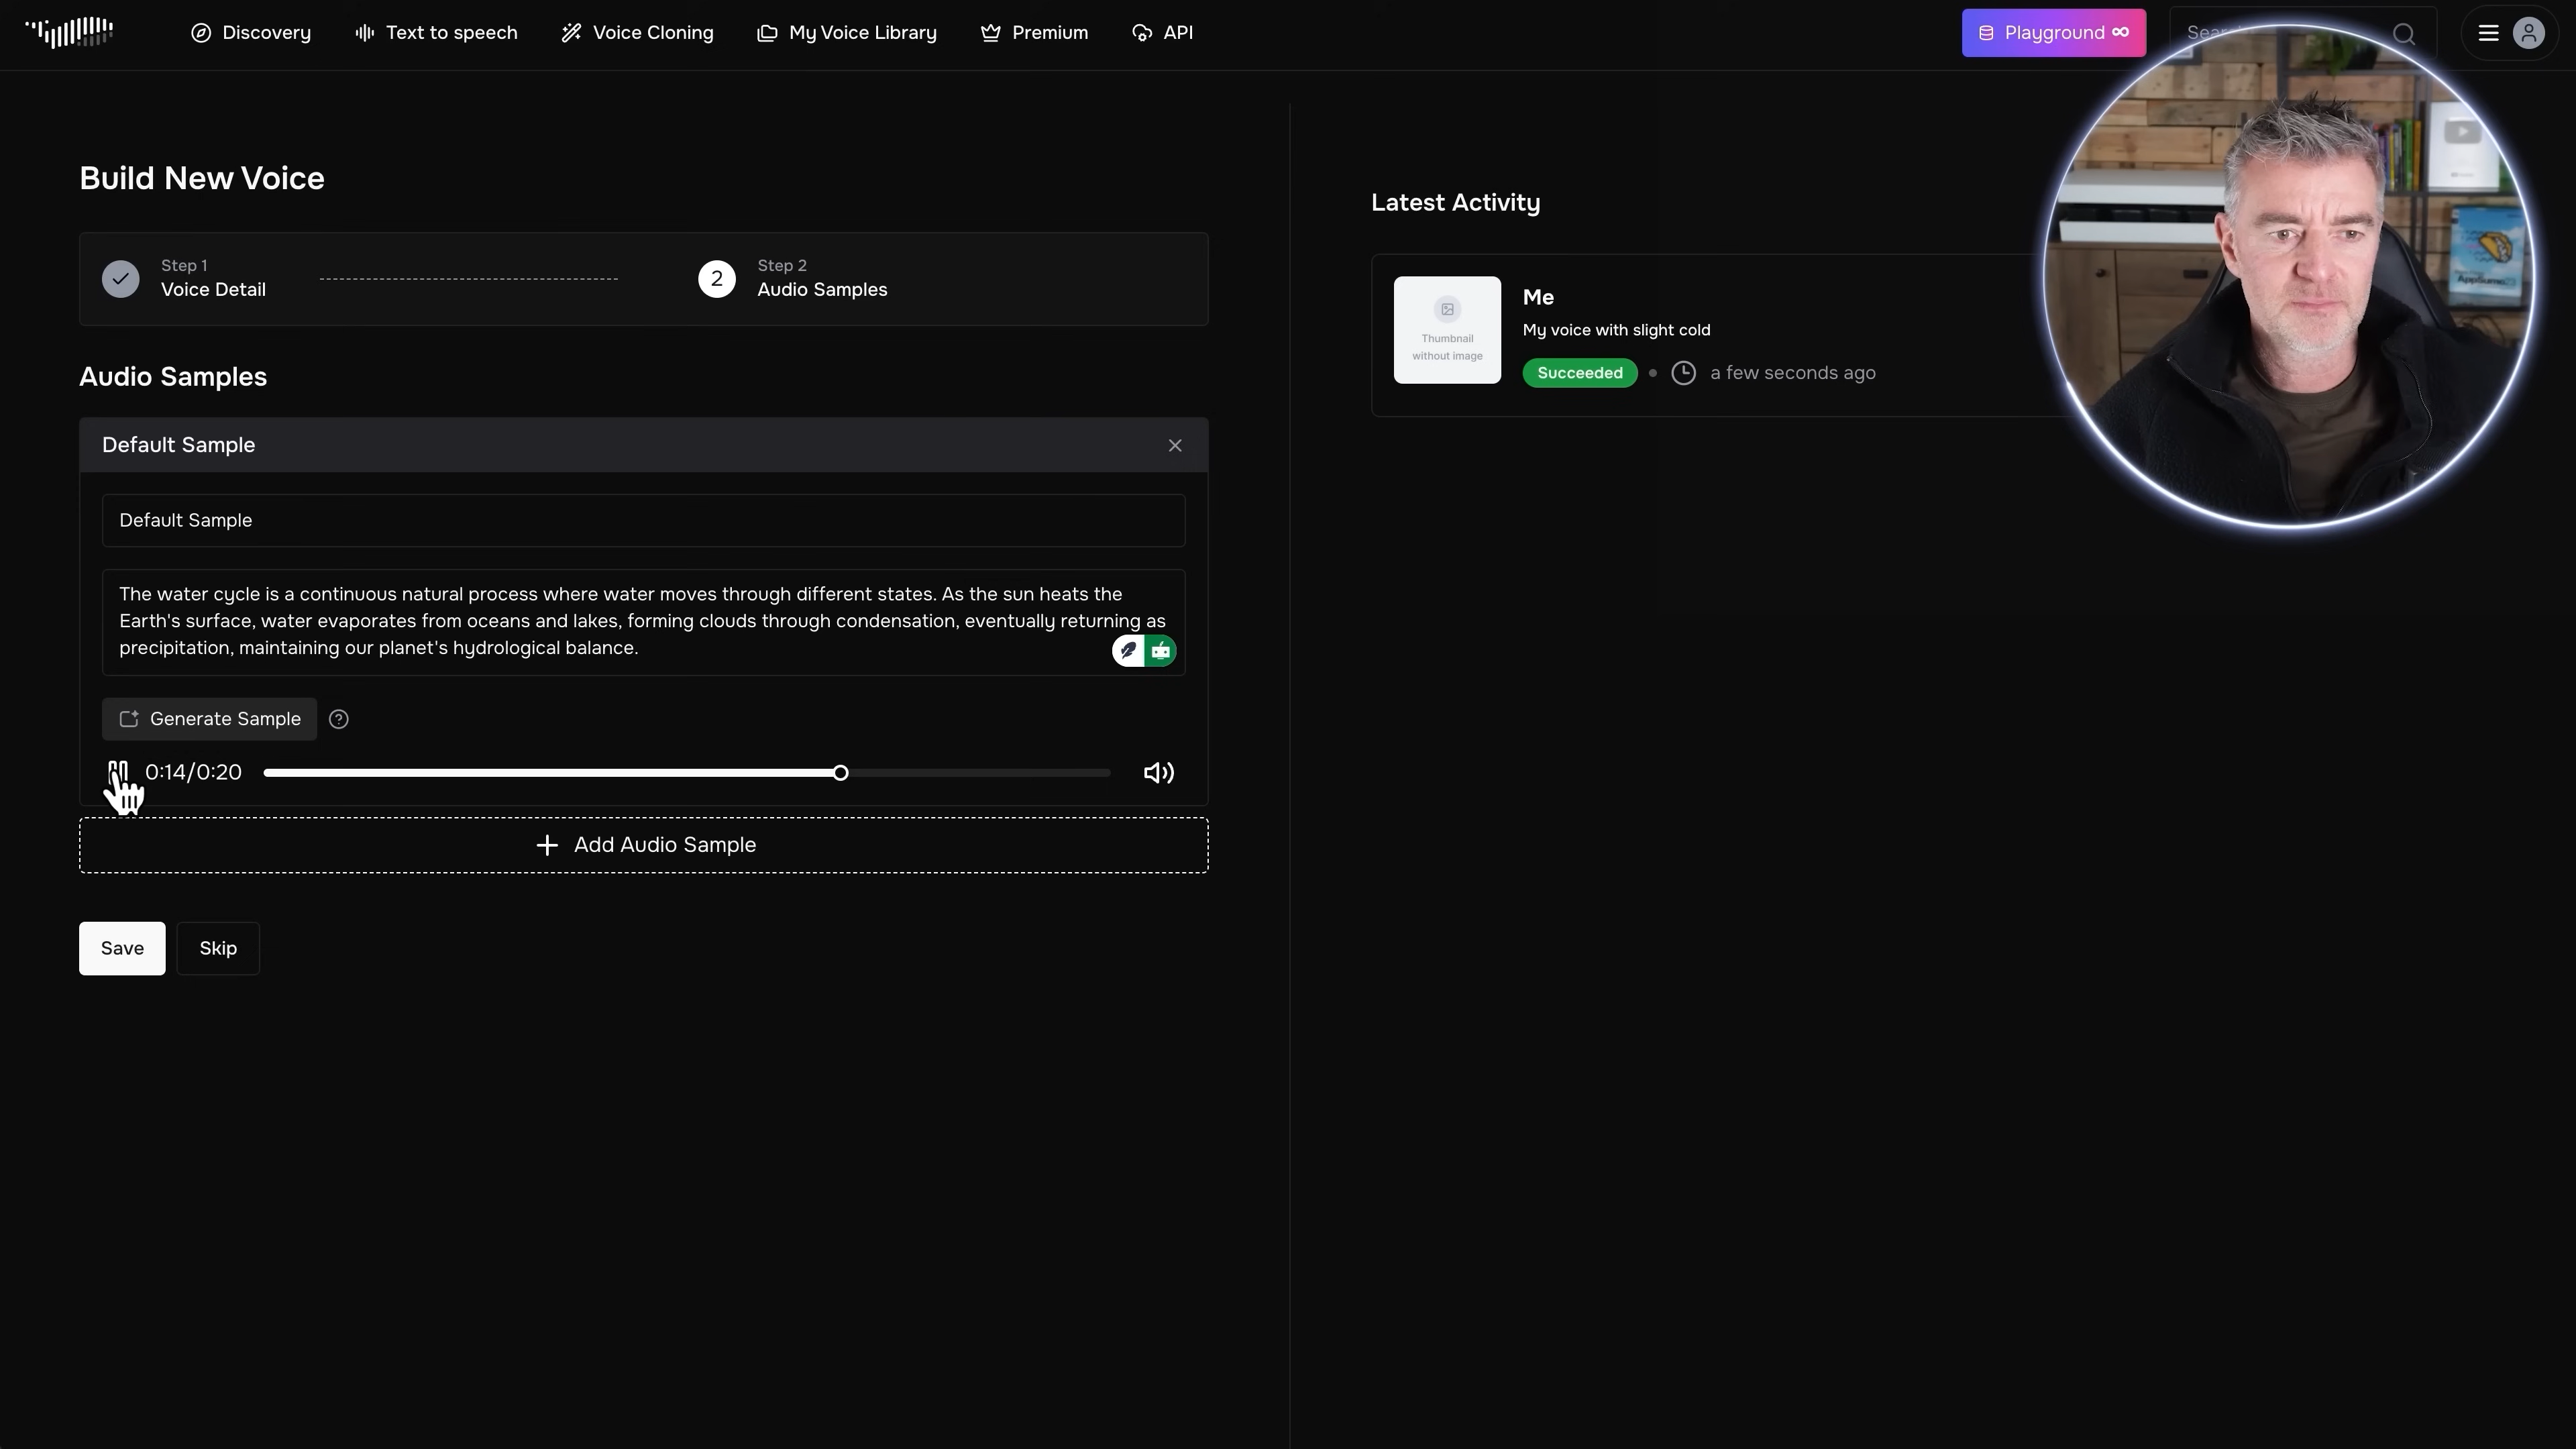 Discovery
Text to speech
Voice Cloning
My Voice Library
Premium
API
Playground ∞
Build New Voice
Step 1
Voice Detail
2
Step 2
Audio Samples
Audio Samples
Default Sample
Default Sample
The water cycle is a continuous natural process where water moves through different states. As the sun heats the
Earth's surface, water evaporates from oceans and lakes, forming clouds through condensation, eventually returning as
precipitation, maintaining our planet's hydrological balance.
Generate Sample
0:14/0:20
Add Audio Sample
Save
Skip
Latest Activity
Thumbnail
without image
Me
My voice with slight cold
Succeeded
a few seconds ago